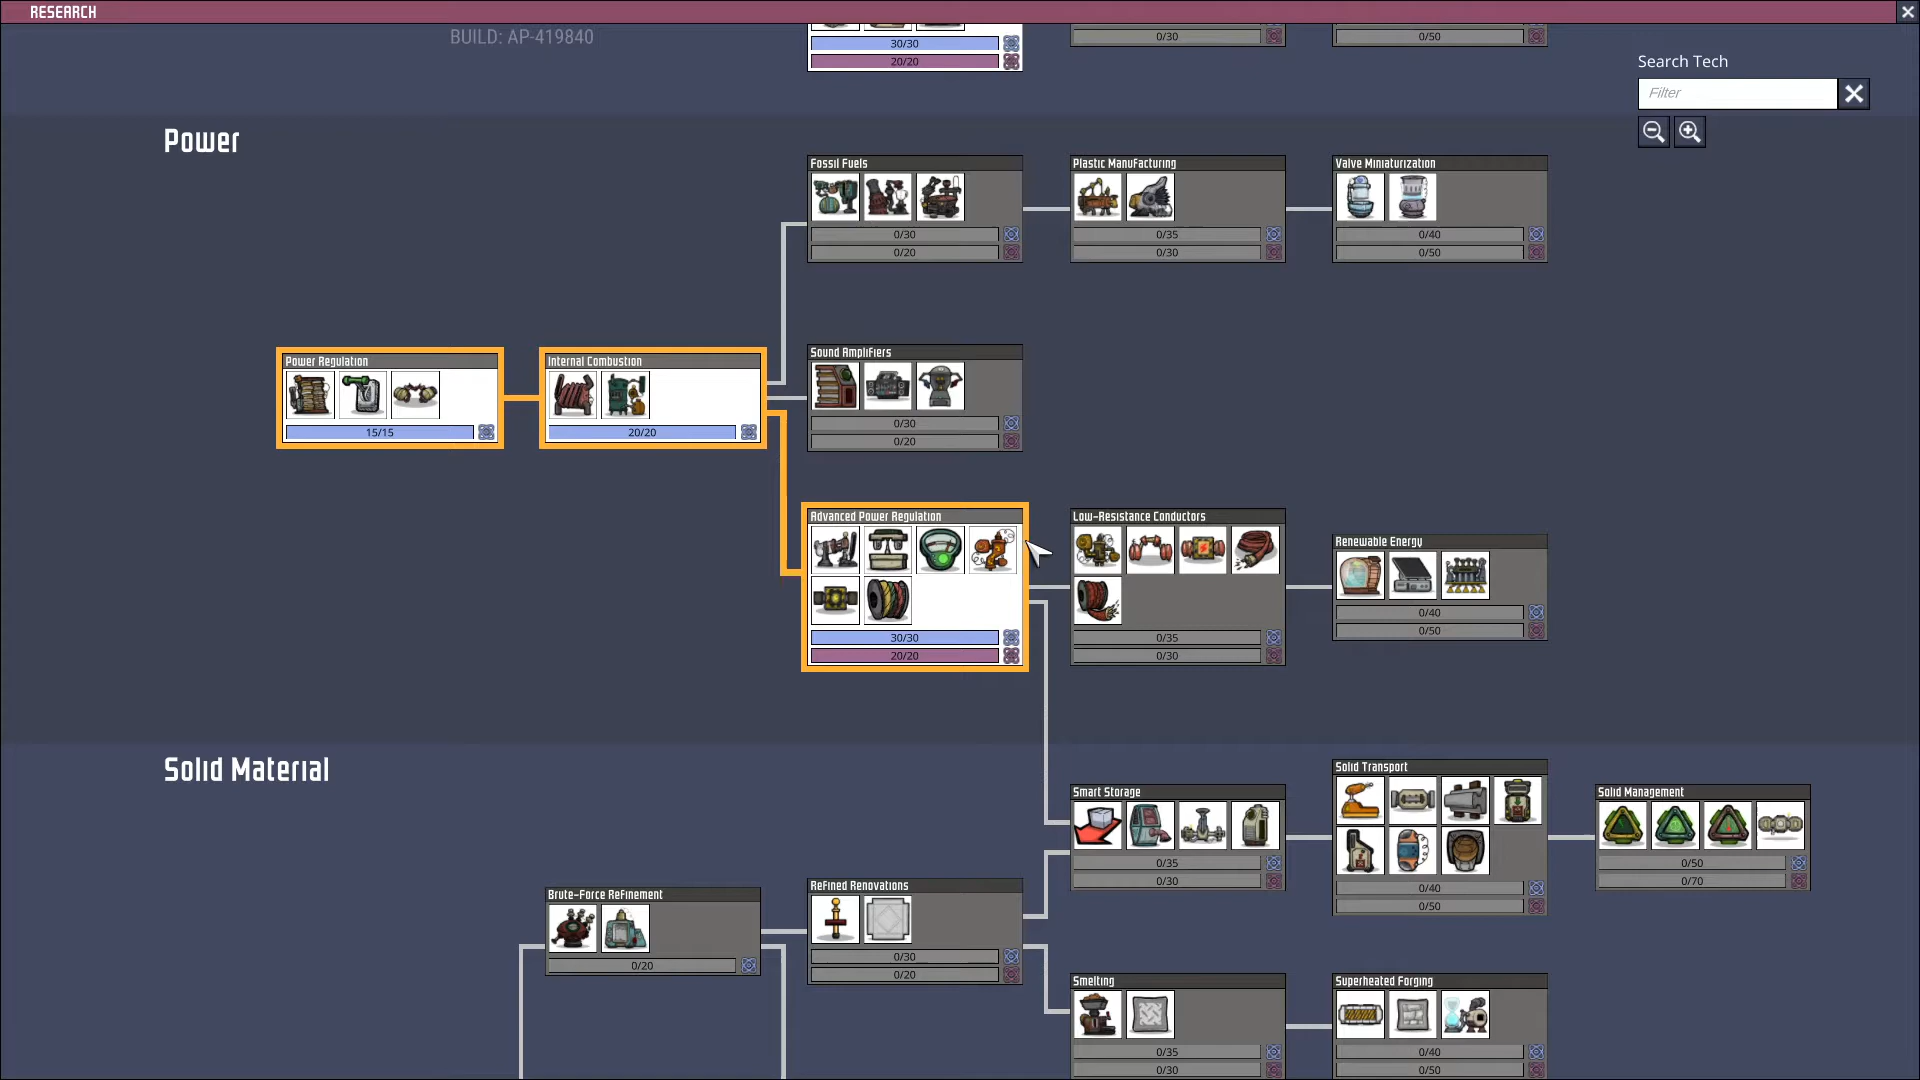 RESEARCH
BUILD: AP-419840
30/30
20/20
0/30
0/50
Search Tech
Filter
Power
Fossil Fuels
0/30
0/20
Plastic Manufacturing
0/35
0/30
Valve Miniaturization
0/40
0/50
Power Regulation
15/15
Internal Combustion
20/20
Sound Amplifiers
0/30
0/20
Advanced Power Regulation
30/30
20/20
Low-Resistance Conductors
0/35
0/30
Renewable Energy
0/40
0/50
Solid Material
Smart Storage
0/35
0/30
Solid Transport
0/40
0/50
Solid Management
0/50
0/70
Brute-Force Refinement
0/20
Refined Renovations
0/30
0/20
Smelting
0/35
0/30
Superheated Forging
0/40
0/50